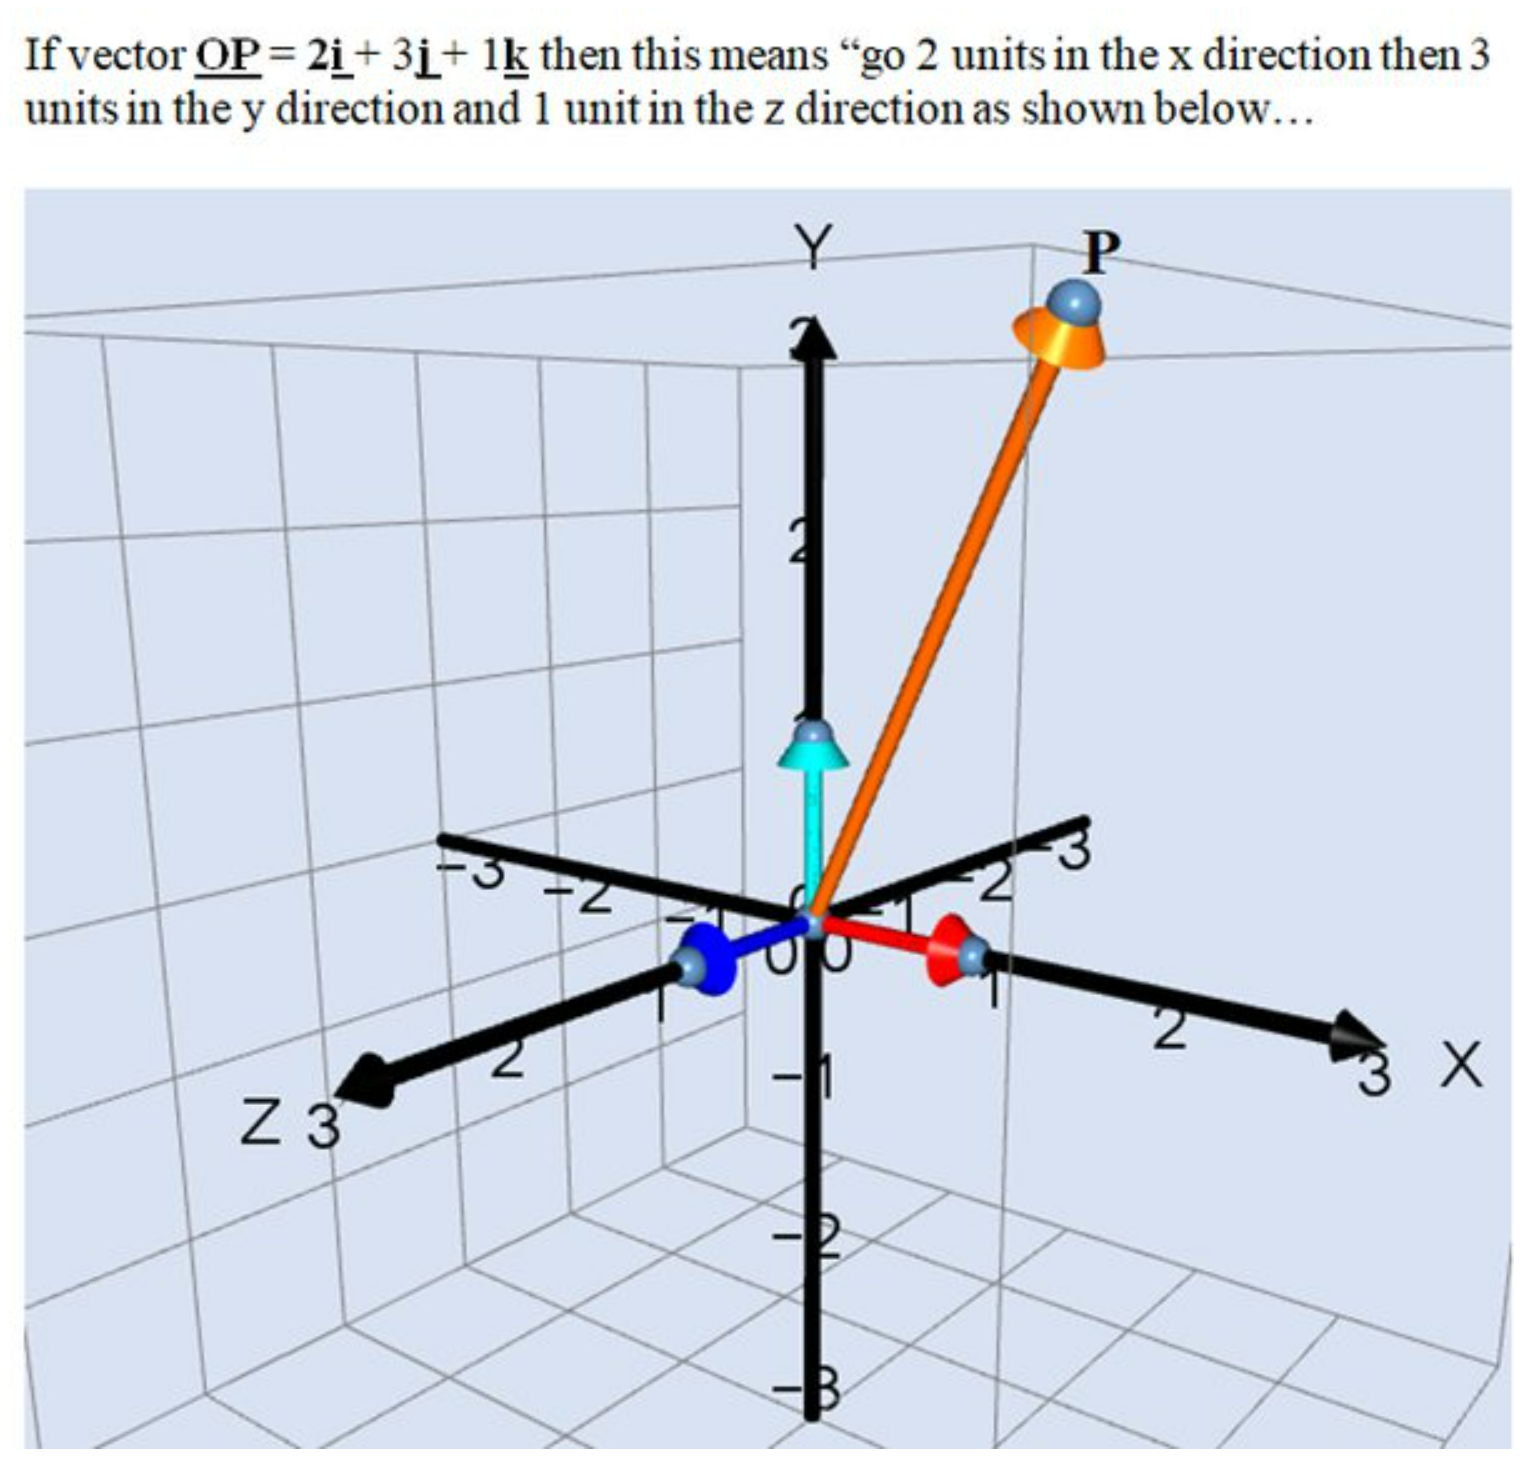 If vector OP = 2i + 3j + 1k then this means “go 2 units in the x direction then 3
units in the y direction and 1 unit in the z direction as shown below…
Y
P
3
2
1
-3 -2 -1 0 -1 -2 -3
0 0
1 1
2 2
Z 3 3 X
-1
-2
-3